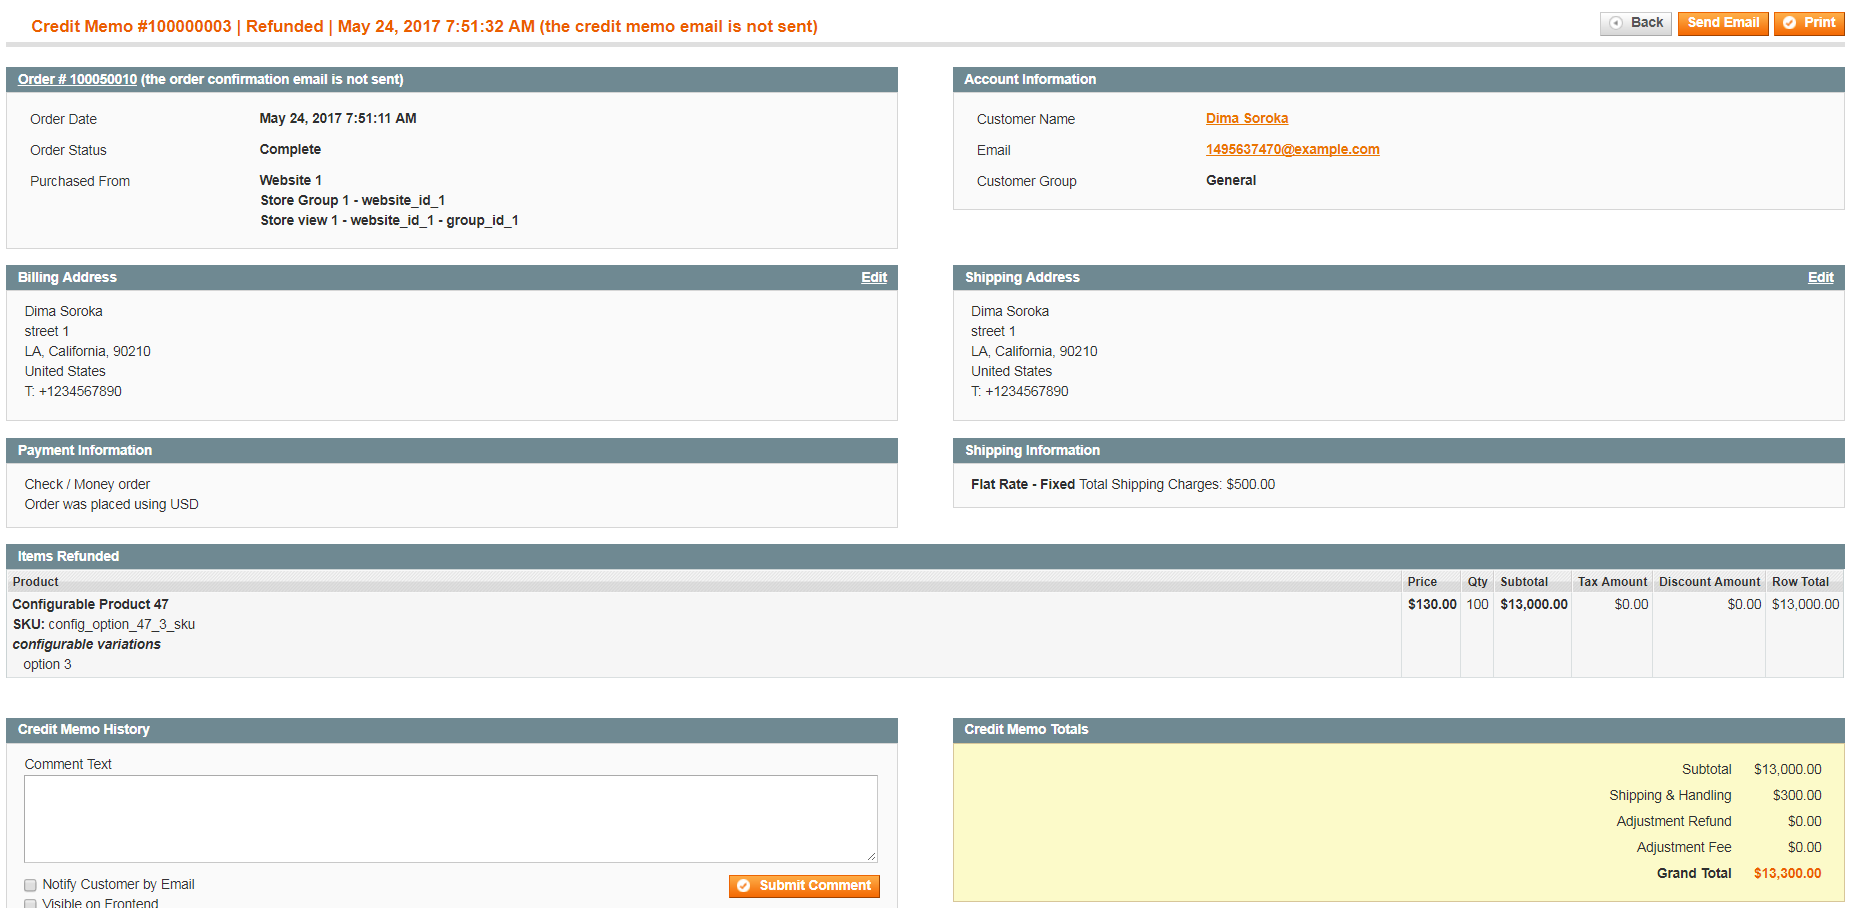 Credit Memo #100000003 | Refunded | May 24, 2017 7:51:32 AM (the credit memo email is not sent)
Back
Send Email
Print
Order # 100050010 (the order confirmation email is not sent)
Order Date May 24, 2017 7:51:11 AM
Order Status Complete
Purchased From Website 1
Store Group 1 - website_id_1
Store view 1 - website_id_1 - group_id_1
Account Information
Customer Name Dima Soroka
Email 1495637470@example.com
Customer Group General
Billing Address Edit
Dima Soroka
street 1
LA, California, 90210
United States
T: +1234567890
Shipping Address Edit
Dima Soroka
street 1
LA, California, 90210
United States
T: +1234567890
Payment Information
Check / Money order
Order was placed using USD
Shipping Information
Flat Rate - Fixed Total Shipping Charges: $500.00
Items Refunded
Product Price Qty Subtotal Tax Amount Discount Amount Row Total
Configurable Product 47 $130.00 100 $13,000.00 $0.00 $0.00 $13,000.00
SKU: config_option_47_3_sku
configurable variations
option 3
Credit Memo History
Comment Text
Notify Customer by Email
Submit Comment
Visible on Frontend
Credit Memo Totals
Subtotal $13,000.00
Shipping & Handling $300.00
Adjustment Refund $0.00
Adjustment Fee $0.00
Grand Total $13,300.00